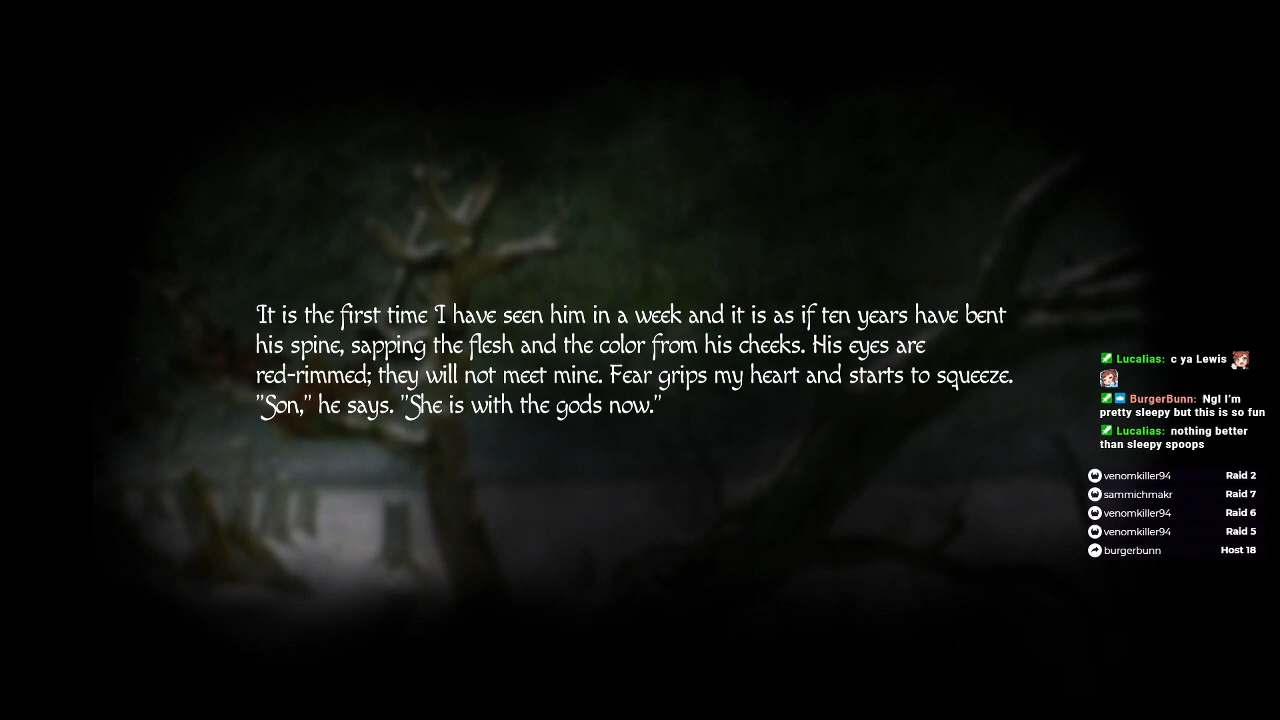 It is the first time I have seen him in a week and it is as if ten years have bent
his spine, sapping the flesh and the color from his cheeks. His eyes are
red-rimmed; they will not meet mine. Fear grips my heart and starts to squeeze.
"Son," he says. "She is with the gods now."
Lucalias: c ya Lewis
BurgerBunn: Ngl I'm
pretty sleepy but this is so fun
Lucalias: nothing better
than sleepy spoops
venomkiller94 Raid 2
sammichmakr Raid 7
venomkiller94 Raid 6
venomkiller94 Raid 5
burgerbunn Host 18